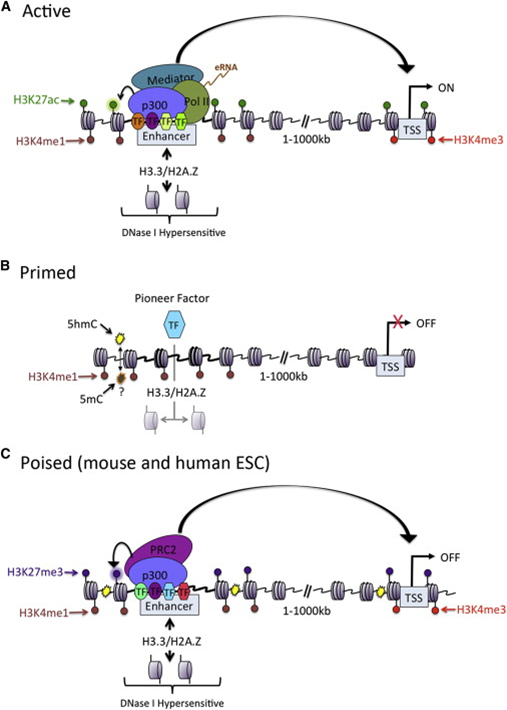 A Active
eRNA
Mediator
H3K27ac
p300
Pol II
ON
TF TF TF TF
TSS
Enhancer
H3K4me1
1-1000kb
H3K4me3
H3.3/H2A.Z
DNase I Hypersensitive
B Primed
Pioneer Factor
5hmC
TF
X
OFF
H3K4me1
1-1000kb
TSS
5mC
?
H3.3/H2A.Z
C Poised (mouse and human ESC)
PRC2
OFF
H3K27me3
p300
TF TF TF TF
TSS
Enhancer
H3K4me1
1-1000kb
H3K4me3
H3.3/H2A.Z
DNase I Hypersensitive